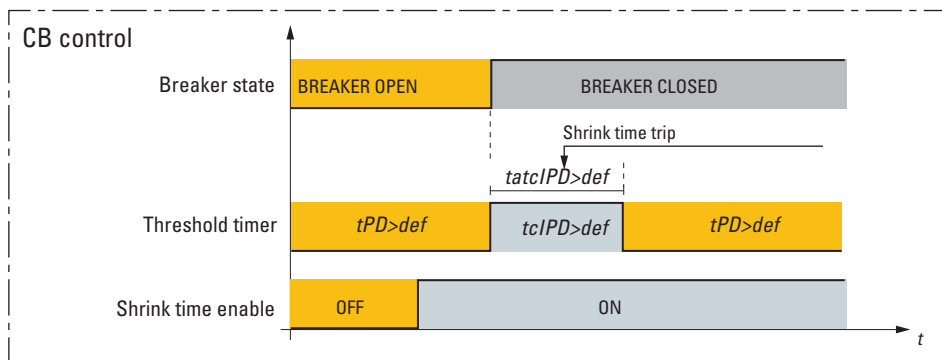 CB control
Breaker state
BREAKER OPEN
BREAKER CLOSED
Shrink time trip
tatcIPD>def
Threshold timer
tPD>def
tcIPD>def
tPD>def
Shrink time enable
OFF
ON
t